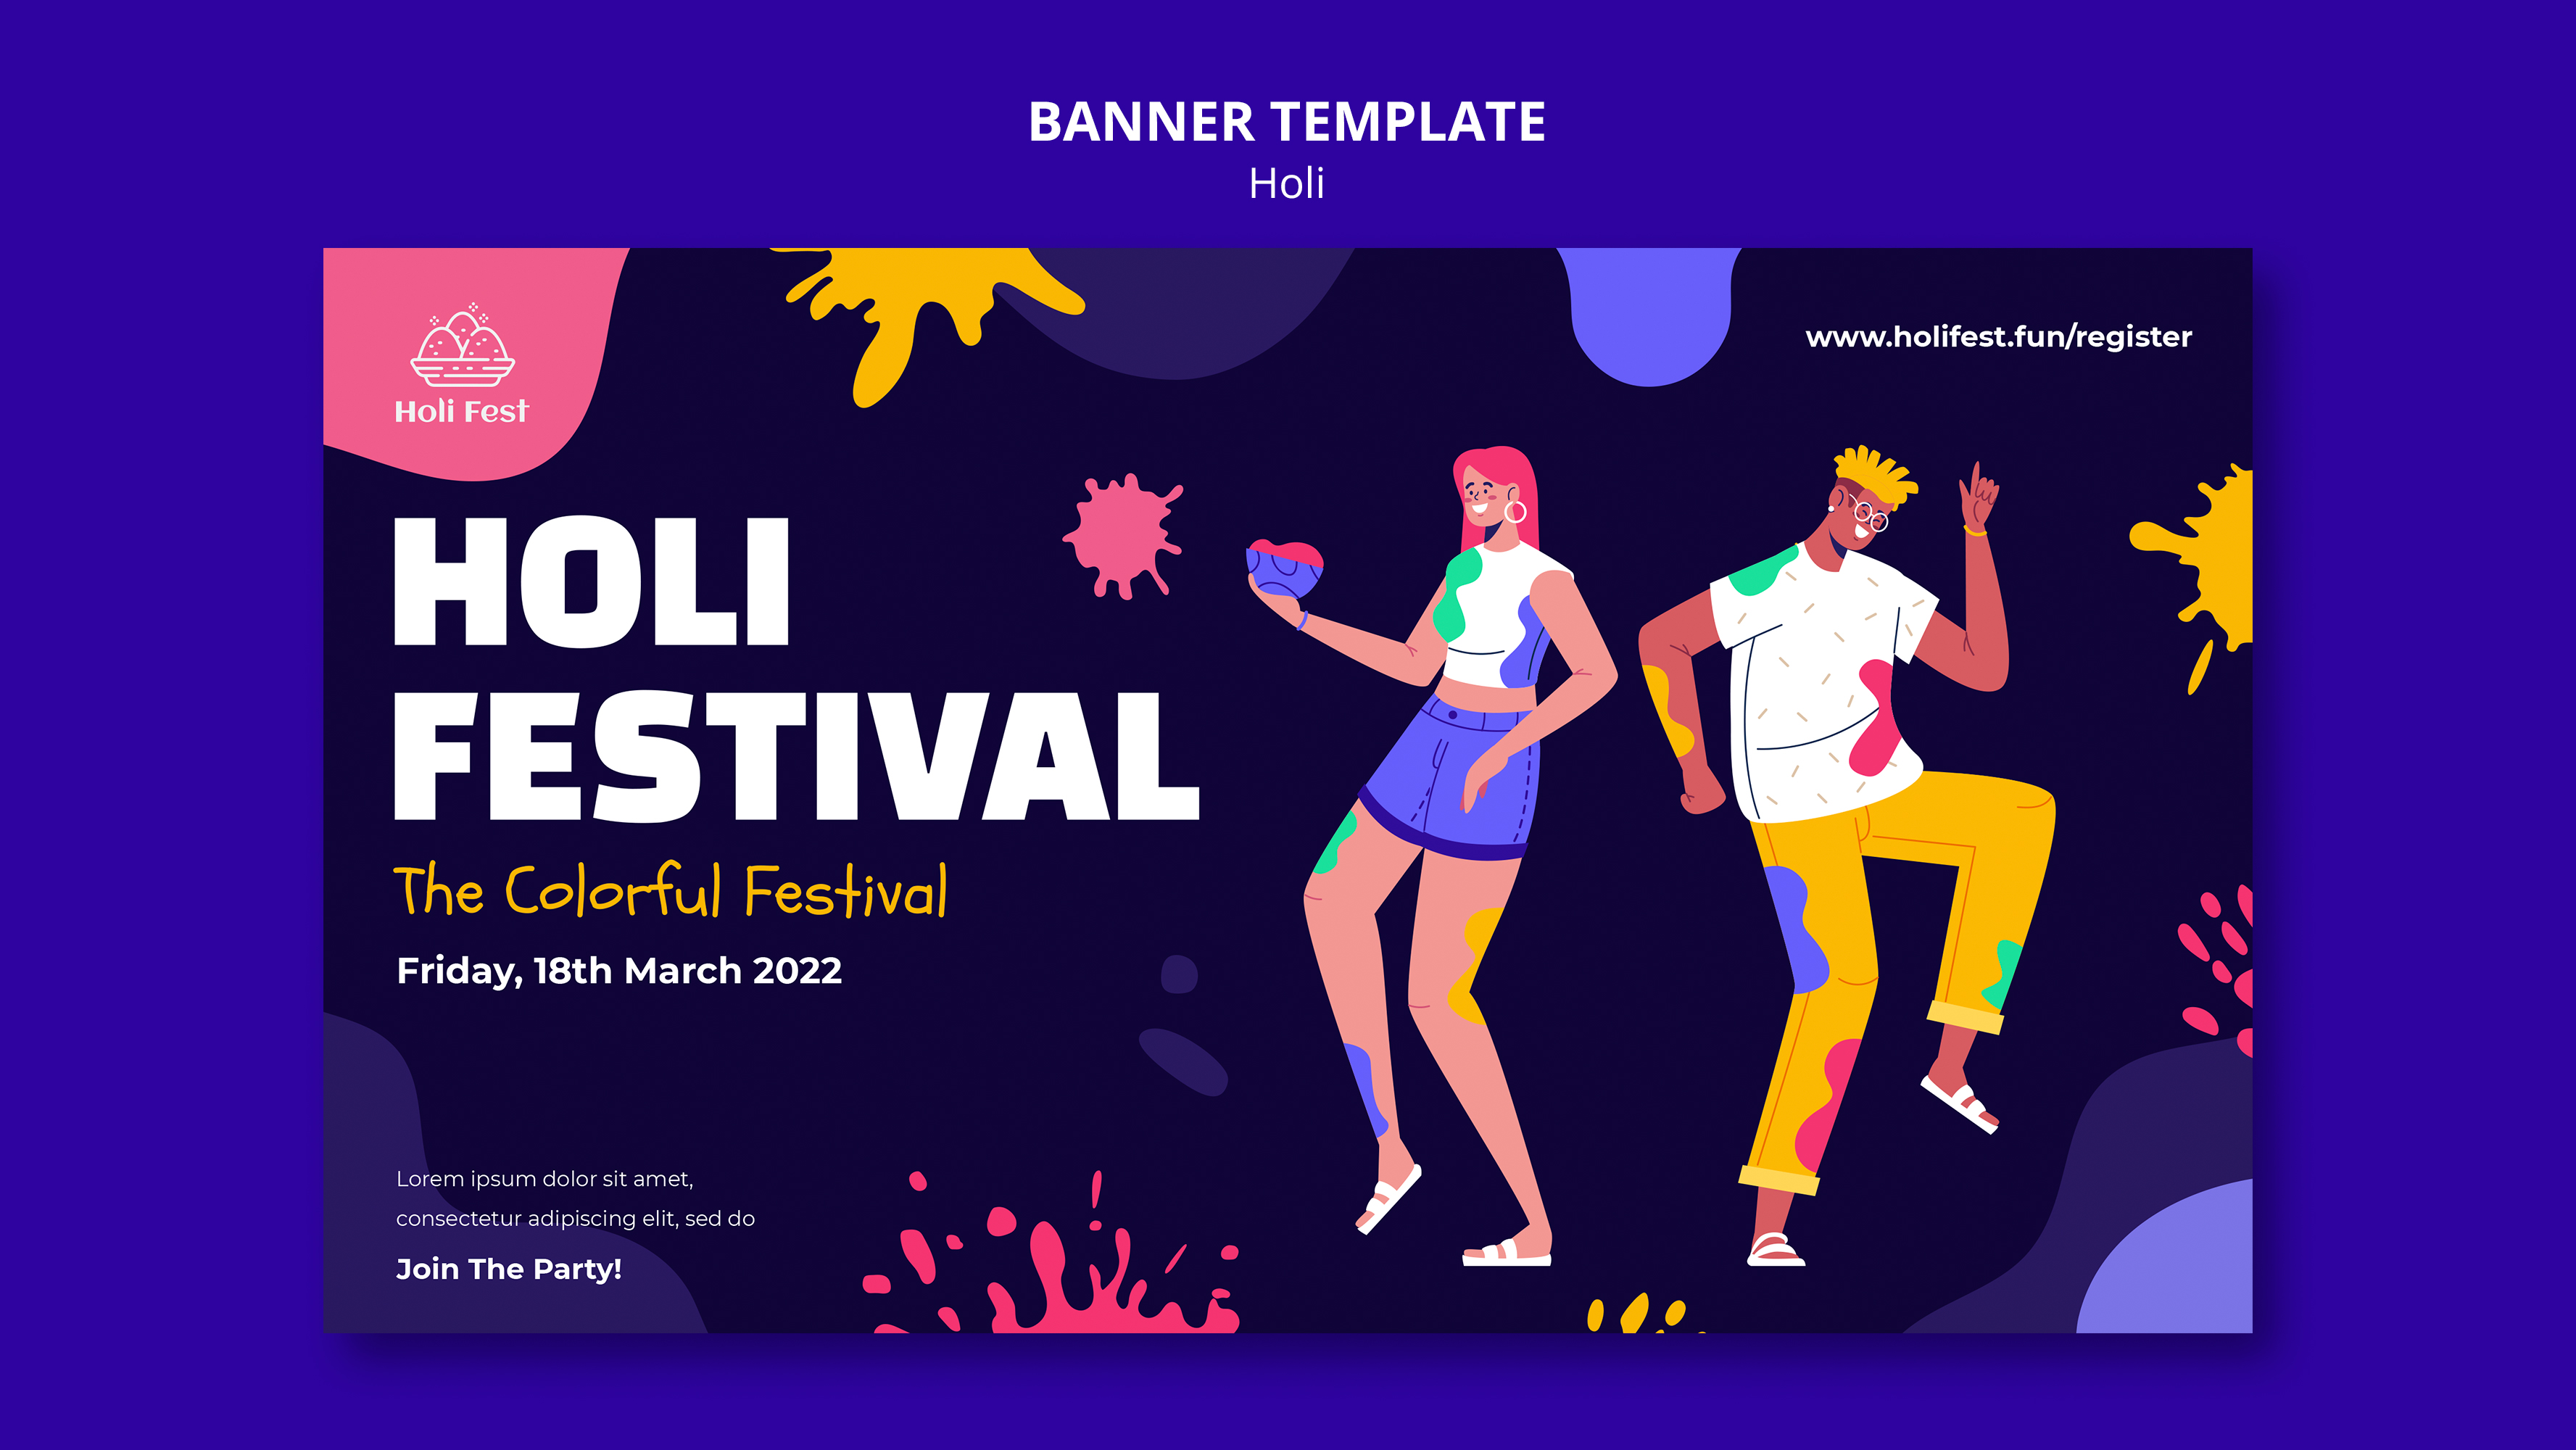 BANNER TEMPLATE
Holi
Holi Fest
www.holifest.fun/register
HOLI
FESTIVAL
The Colorful Festival
Friday, 18th March 2022
Lorem ipsum dolor sit amet,
consectetur adipiscing elit, sed do
Join The Party!